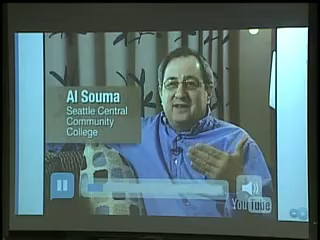 Al Souma
Seattle Central
Community
College
YouTube